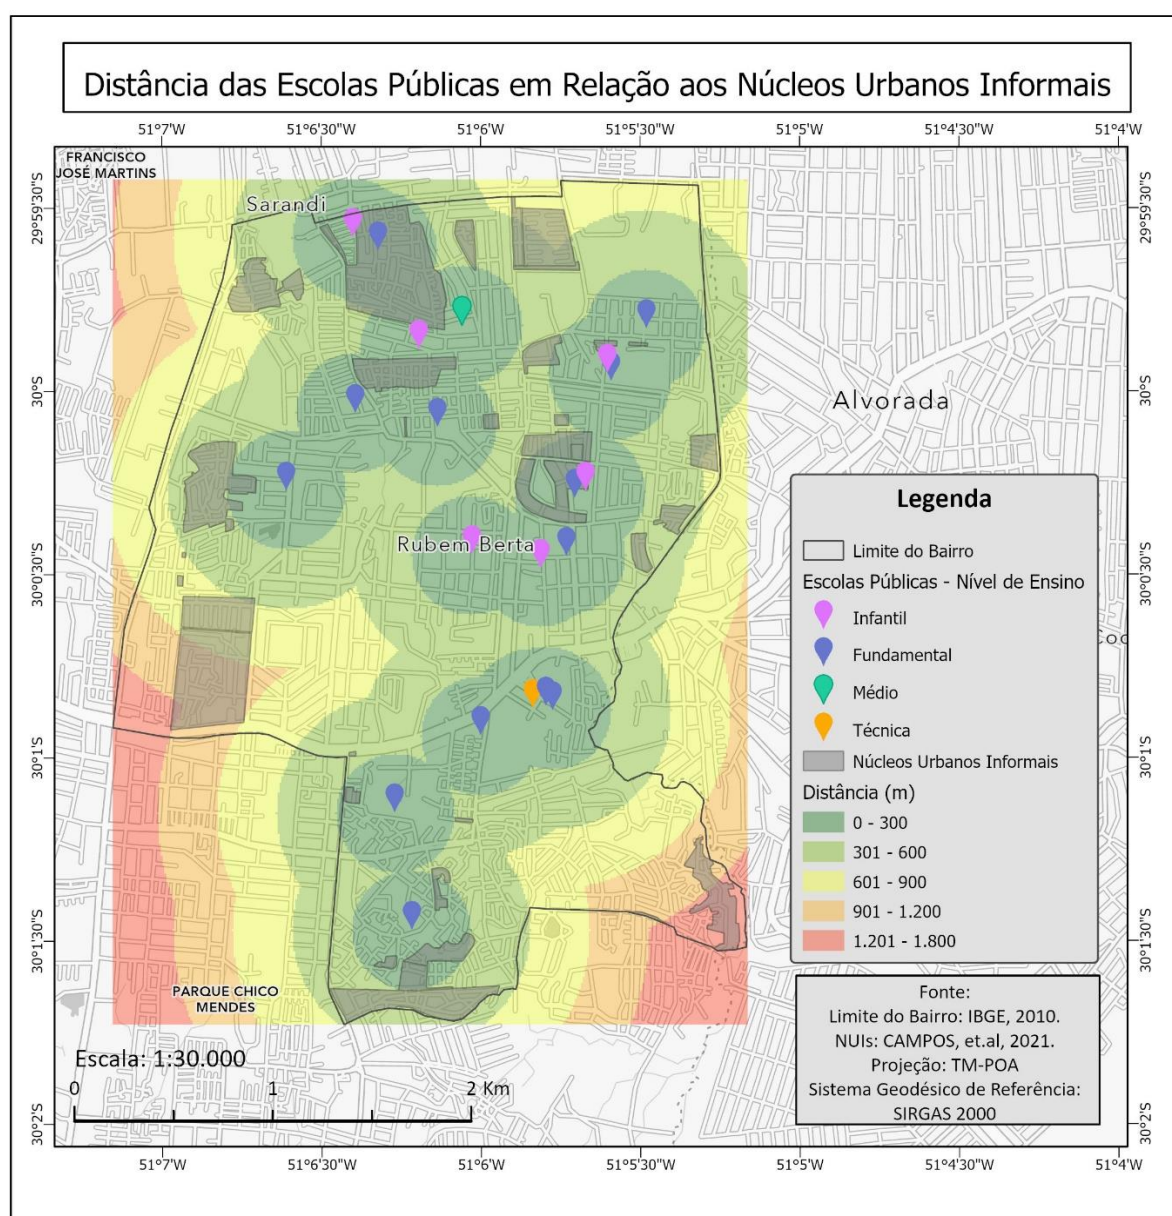 Distância das Escolas Públicas em Relação aos Núcleos Urbanos Informais
51°7'W 51°6'30"W 51°6'W 51°5'30"W 51°5'W 51°4'30"W 51°4'W
FRANCISCO
JOSÉ MARTINS
Sarandi
29°59'30"S
29°59'30"S
30°S
30°S
Alvorada
Rubem Berta
30°0'30"S
30°0'30"S
30°1'S
30°1'S
30°1'30"S
30°1'30"S
30°2'S
30°2'S
Legenda
Limite do Bairro
Escolas Públicas - Nível de Ensino
Infantil
Fundamental
Médio
Técnica
Núcleos Urbanos Informais
Distância (m)
0 - 300
301 - 600
601 - 900
901 - 1.200
1.201 - 1.800
PARQUE CHICO
MENDES
Escala: 1:30.000
0 1 2 Km
Fonte:
Limite do Bairro: IBGE, 2010.
NUIs: CAMPOS, et.al, 2021.
Projeção: TM-POA
Sistema Geodésico de Referência:
SIRGAS 2000
51°7'W 51°6'30"W 51°6'W 51°5'30"W 51°5'W 51°4'30"W 51°4'W